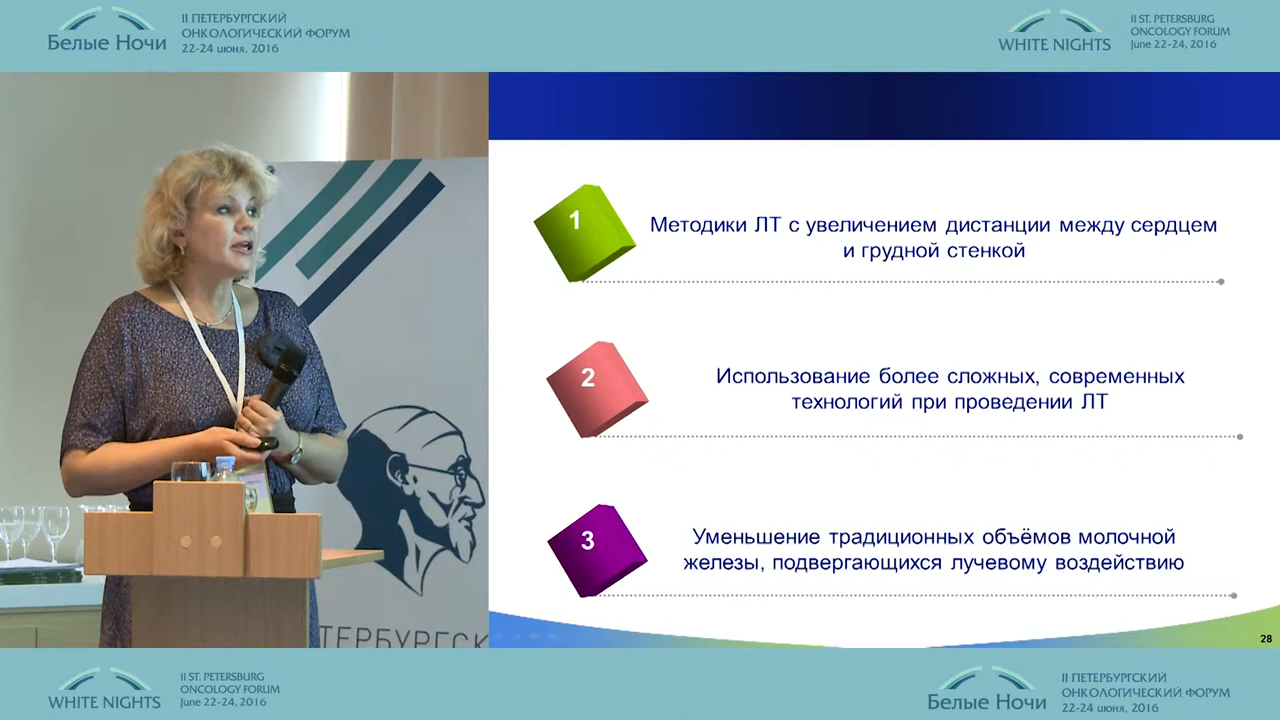 Белые Ночи
II ПЕТЕРБУРГСКИЙ
ОНКОЛОГИЧЕСКИЙ ФОРУМ
22-24 июня, 2016
WHITE NIGHTS
II ST. PETERSBURG
ONCOLOGY FORUM
June 22-24, 2016
1
Методики ЛТ с увеличением дистанции между сердцем
и грудной стенкой
2
Использование более сложных, современных
технологий при проведении ЛТ
3
Уменьшение традиционных объёмов молочной
железы, подвергающихся лучевому воздействию
28
ТЕРБУРГСК
WHITE NIGHTS
II ST. PETERSBURG
ONCOLOGY FORUM
June 22-24, 2016
Белые Ночи
II ПЕТЕРБУРГСКИЙ
ОНКОЛОГИЧЕСКИЙ ФОРУМ
22-24 июня, 2016